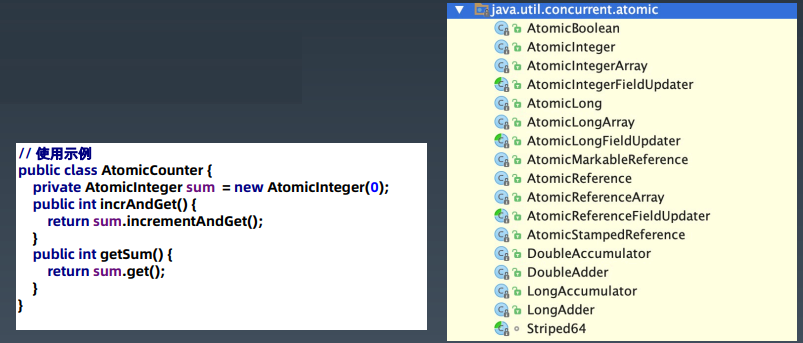 // 使用示例
public class AtomicCounter {
private AtomicInteger sum = new AtomicInteger(0);
public int incrAndGet() {
return sum.incrementAndGet();
}
public int getSum() {
return sum.get();
}
}
java.util.concurrent.atomic
AtomicBoolean
AtomicInteger
AtomicIntegerArray
AtomicIntegerFieldUpdater
AtomicLong
AtomicLongArray
AtomicLongFieldUpdater
AtomicMarkableReference
AtomicReference
AtomicReferenceArray
AtomicReferenceFieldUpdater
AtomicStampedReference
DoubleAccumulator
DoubleAdder
LongAccumulator
LongAdder
Striped64